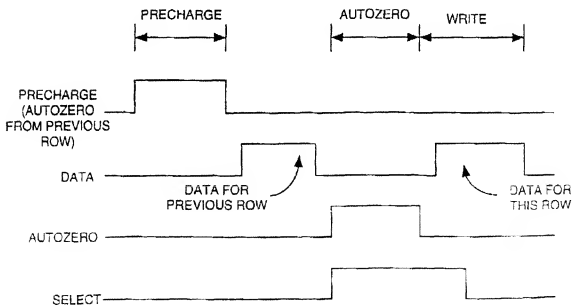 PRECHARGE
AUTOZERO
WRITE
PRECHARGE
(AUTOZERO
FROM PREVIOUS
ROW)
DATA
DATA FOR
PREVIOUS ROW
DATA FOR
THIS ROW
AUTOZERO
SELECT